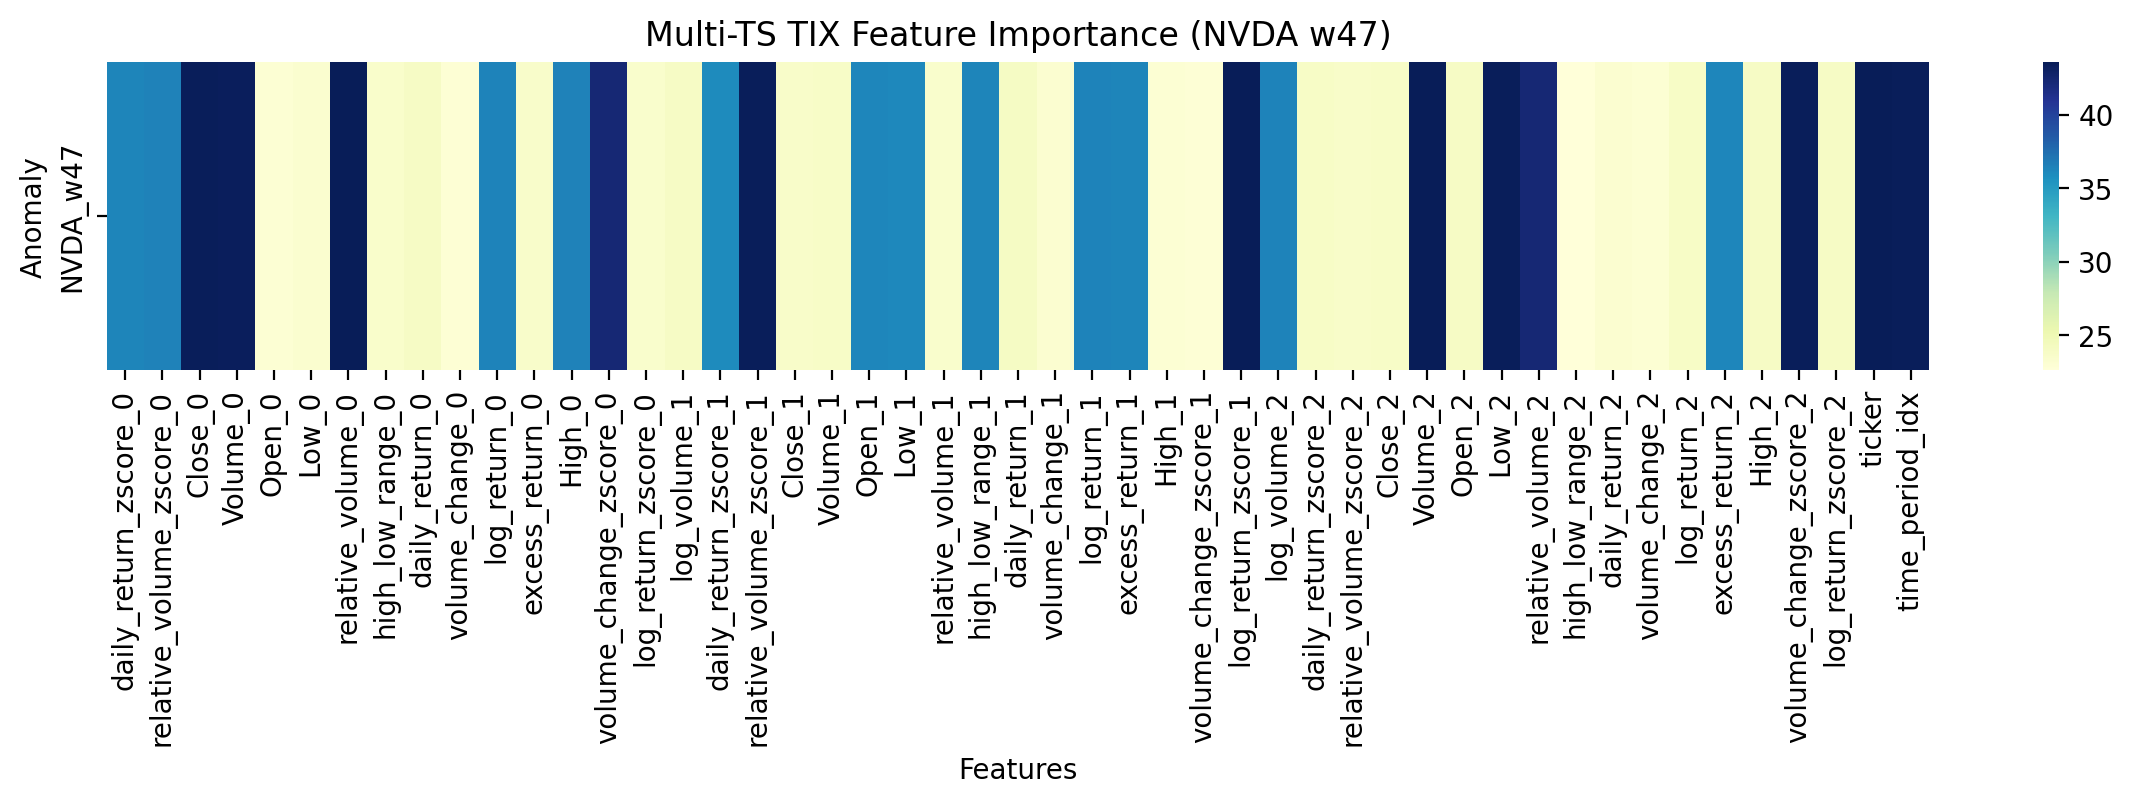 Multi-TS TIX Feature Importance (NVDA w47)
Anomaly
NVDA_w47
40
35
30
25
daily_return_zscore_0
relative_volume_zscore_0
Close_0
Volume_0
Open_0
Low_0
relative_volume_0
high_low_range_0
daily_return_0
volume_change_0
log_return_0
excess_return_0
High_0
volume_change_zscore_0
log_return_zscore_0
log_volume_1
daily_return_zscore_1
relative_volume_zscore_1
Close_1
Volume_1
Open_1
Low_1
relative_volume_1
high_low_range_1
daily_return_1
volume_change_1
log_return_1
excess_return_1
High_1
volume_change_zscore_1
log_return_zscore_1
log_volume_2
daily_return_zscore_2
relative_volume_zscore_2
Close_2
Volume_2
Open_2
Low_2
relative_volume_2
high_low_range_2
daily_return_2
volume_change_2
log_return_2
excess_return_2
High_2
volume_change_zscore_2
log_return_zscore_2
ticker
time_period_idx
Features